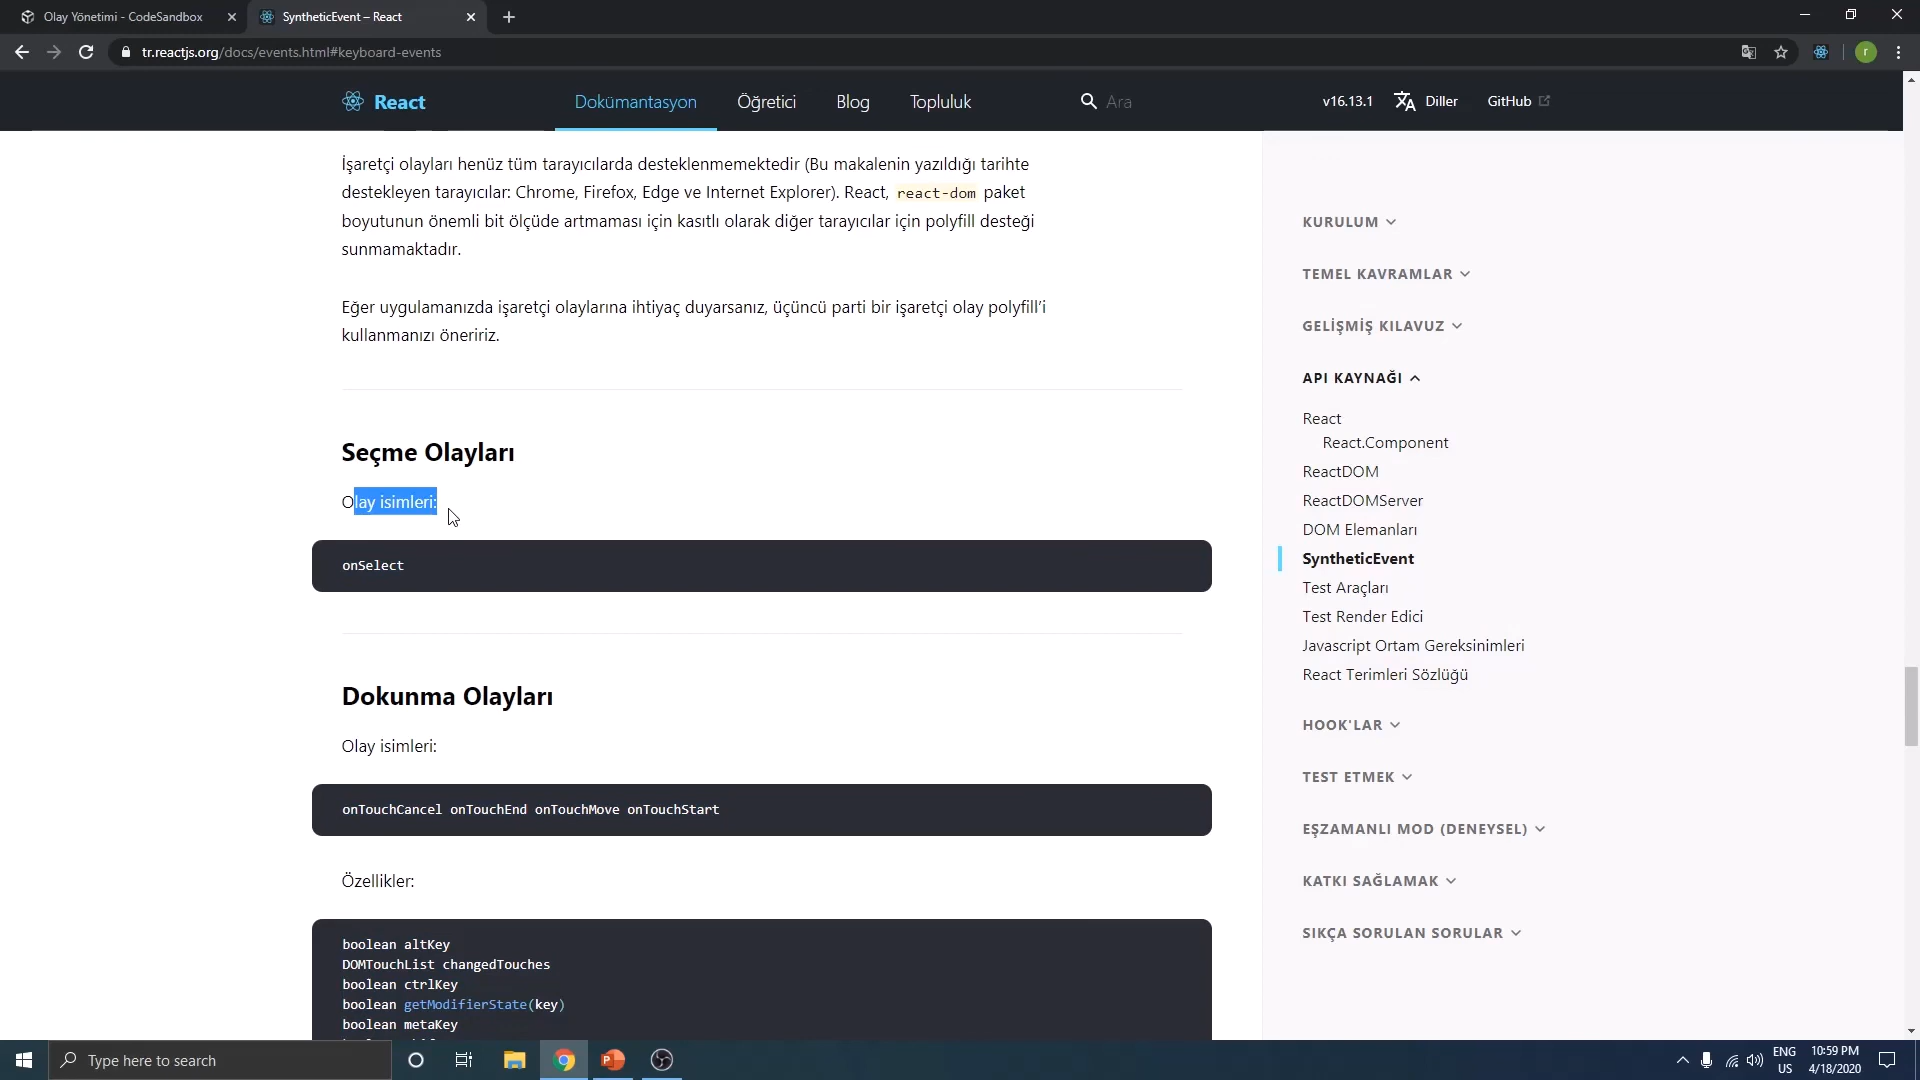 Olay Yönetimi - CodeSandbox
SyntheticEvent – React
tr.reactjs.org/docs/events.html#keyboard-events
r
React
Dokümantasyon
Öğretici
Blog
Topluluk
Ara
v16.13.1
Diller
GitHub
İşaretçi olayları henüz tüm tarayıcılarda desteklenmemektedir (Bu makalenin yazıldığı tarihte
destekleyen tarayıcılar: Chrome, Firefox, Edge ve Internet Explorer). React, react-dom paket
boyutunun önemli bit ölçüde artmaması için kasıtlı olarak diğer tarayıcılar için polyfill desteği
sunmamaktadır.
Eğer uygulamanızda işaretçi olaylarına ihtiyaç duyarsanız, üçüncü parti bir işaretçi olay polyfill’i
kullanmanızı öneririz.
Seçme Olayları
Olay isimleri:
onSelect
Dokunma Olayları
Olay isimleri:
onTouchCancel onTouchEnd onTouchMove onTouchStart
Özellikler:
boolean altKey
DOMTouchList changedTouches
boolean ctrlKey
boolean getModifierState(key)
boolean metaKey
KURULUM
TEMEL KAVRAMLAR
GELİŞMİŞ KILAVUZ
API KAYNAĞI
React
React.Component
ReactDOM
ReactDOMServer
DOM Elemanları
SyntheticEvent
Test Araçları
Test Render Edici
Javascript Ortam Gereksinimleri
React Terimleri Sözlüğü
HOOK'LAR
TEST ETMEK
EŞZAMANLI MOD (DENEYSEL)
KATKI SAĞLAMAK
SIKÇA SORULAN SORULAR
Type here to search
ENG
US
10:59 PM
4/18/2020